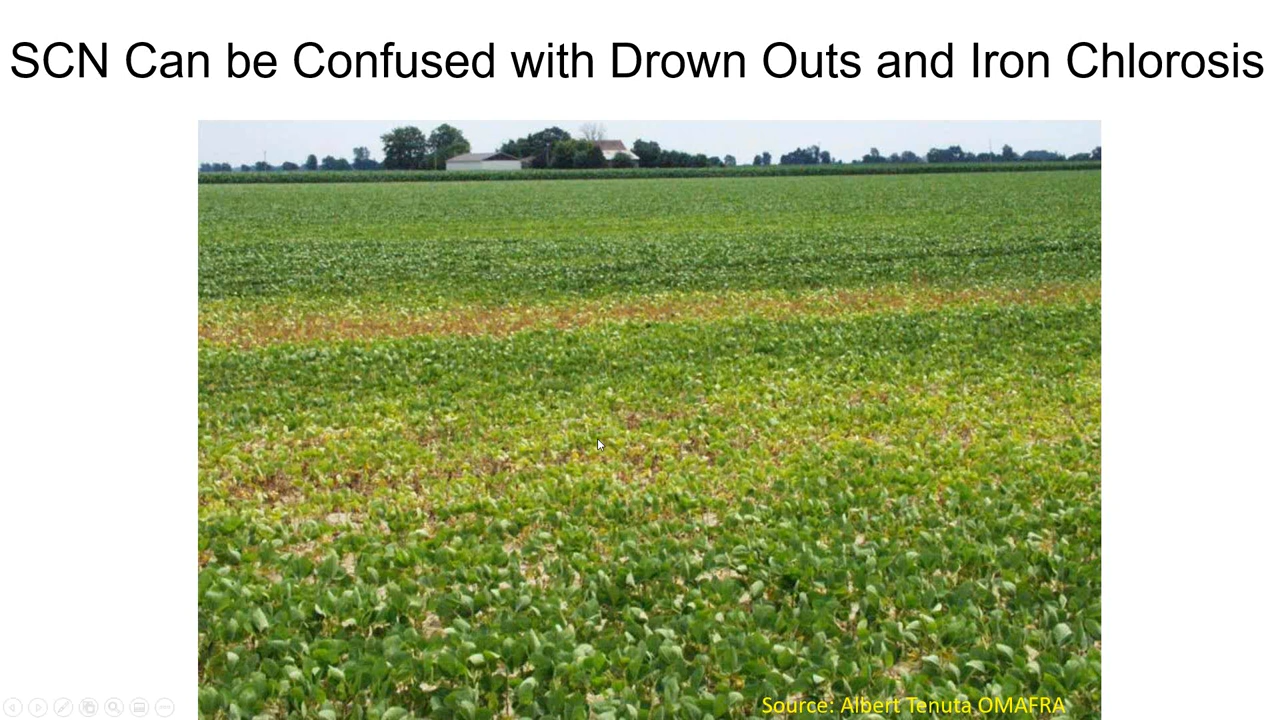 SCN Can be Confused with Drown Outs and Iron Chlorosis
Source: Albert Tenuta OMAFRA